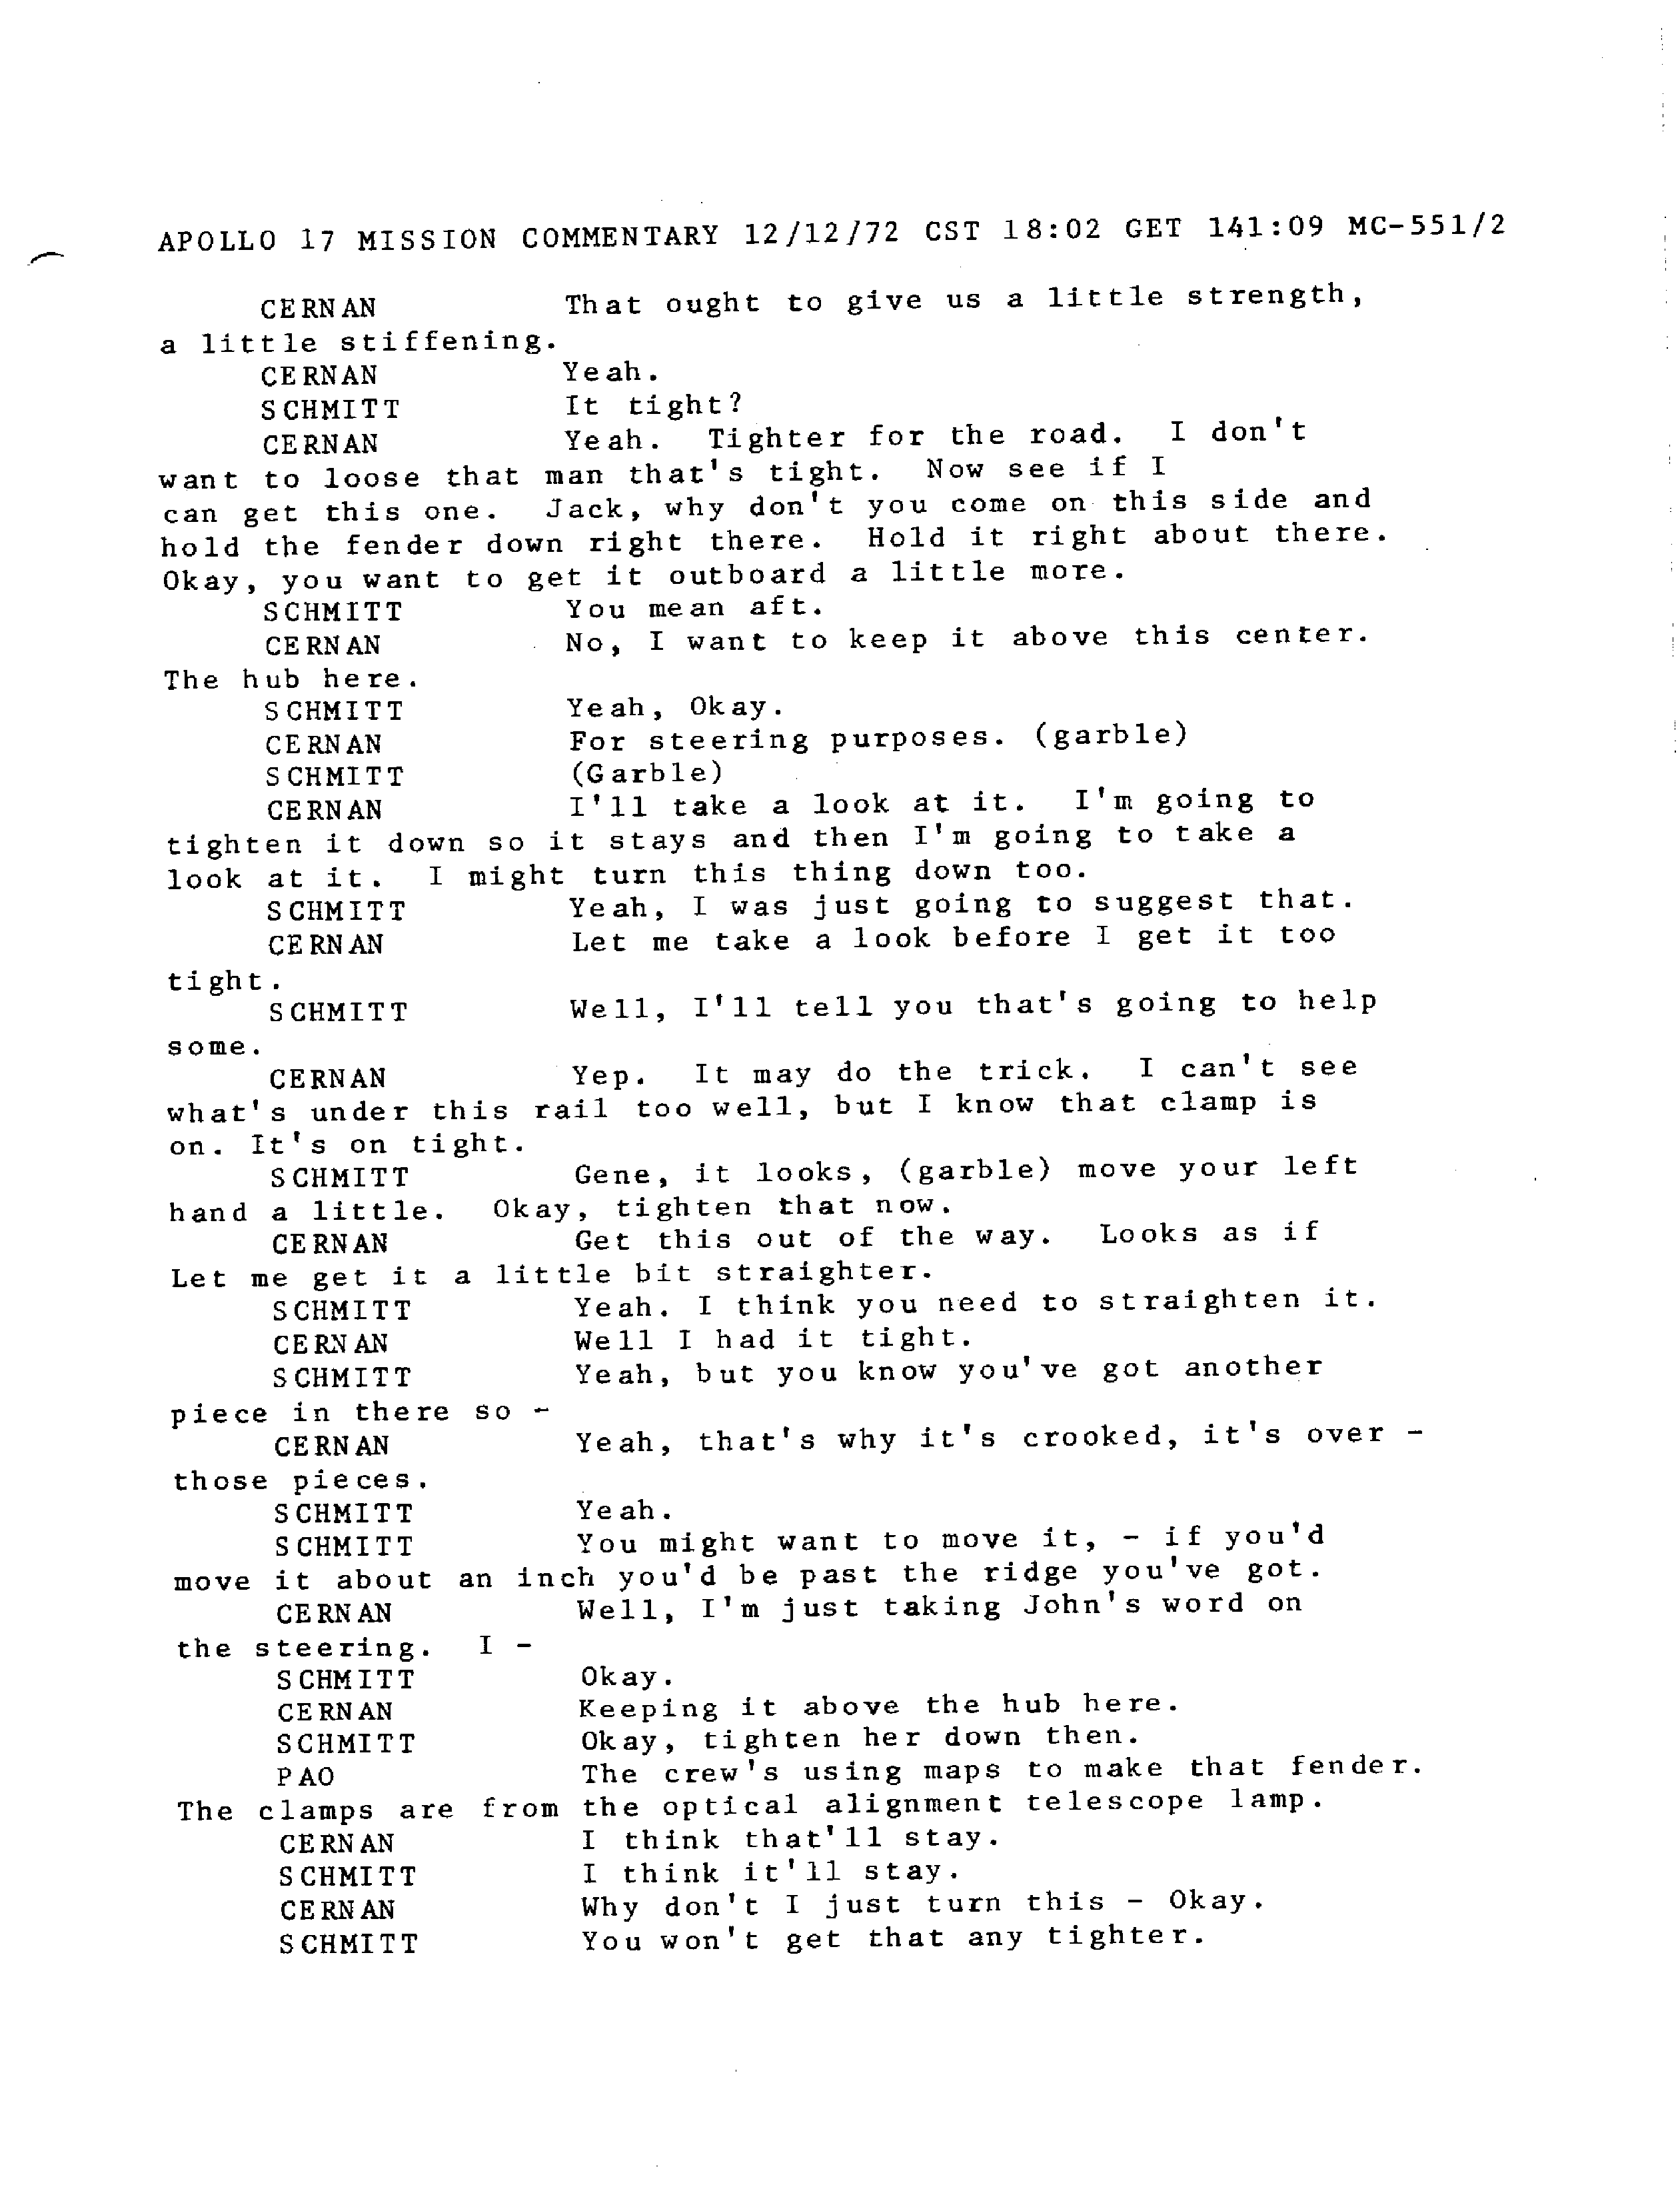 APOLLO 17 MISSION COMMENTARY 12/12/72 CST 18:02 GET 141:09 MC-551/2
CERNAN That ought to give us a little strength,
a little stiffening.
CERNAN Yeah.
SCHMITT It tight?
CERNAN Yeah. Tighter for the road. I don't
want to loose that man that's tight. Now see if I
can get this one. Jack, why don't you come on this side and
hold the fender down right there. Hold it right about there.
Okay, you want to get it outboard a little more.
SCHMITT You mean aft.
CERNAN No, I want to keep it above this center.
The hub here.
SCHMITT Yeah, Okay.
CERNAN For steering purposes. (garble)
SCHMITT (Garble)
CERNAN I'll take a look at it. I'm going to
tighten it down so it stays and then I'm going to take a
look at it. I might turn this thing down too.
SCHMITT Yeah, I was just going to suggest that.
CERNAN Let me take a look before I get it too
tight.
SCHMITT Well, I'll tell you that's going to help
some.
CERNAN Yep. It may do the trick. I can't see
what's under this rail too well, but I know that clamp is
on. It's on tight.
SCHMITT Gene, it looks, (garble) move your left
hand a little. Okay, tighten that now.
CERNAN Get this out of the way. Looks as if
Let me get it a little bit straighter.
SCHMITT Yeah. I think you need to straighten it.
CERNAN Well I had it tight.
SCHMITT Yeah, but you know you've got another
piece in there so -
CERNAN Yeah, that's why it's crooked, it's over -
those pieces.
SCHMITT Yeah.
SCHMITT You might want to move it, - if you'd
move it about an inch you'd be past the ridge you've got.
CERNAN Well, I'm just taking John's word on
the steering. I -
SCHMITT Okay.
CERNAN Keeping it above the hub here.
SCHMITT Okay, tighten her down then.
PAO The crew's using maps to make that fender.
The clamps are from the optical alignment telescope lamp.
CERNAN I think that'll stay.
SCHMITT I think it'll stay.
CERNAN Why don't I just turn this - Okay.
SCHMITT You won't get that any tighter.